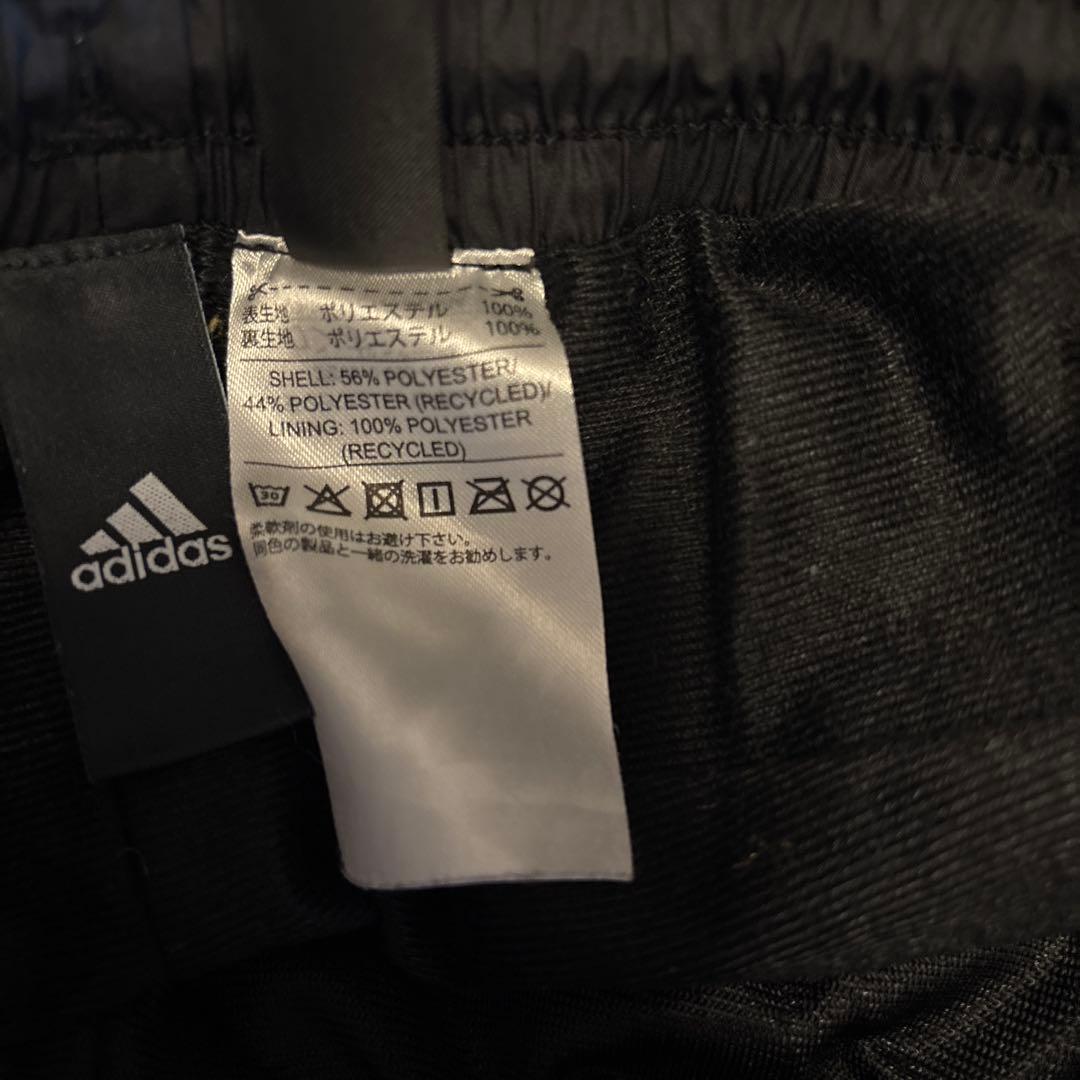 表生地 ポリエステル 100%
裏生地 ポリエステル 100%
SHELL: 56% POLYESTER/
44% POLYESTER (RECYCLED)/
LINING: 100% POLYESTER
(RECYCLED)
30
柔軟剤の使用はお避け下さい。
同色の製品と一緒の洗濯をお勧めします。
adidas